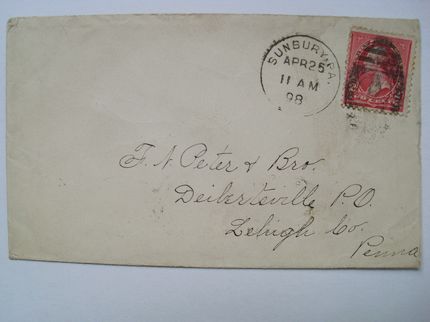 SUNBURY, PA.
APR 25
11 AM
98
F. N. Peter & Bro.
Deibertsville P.O.
Lehigh Co.
Penna